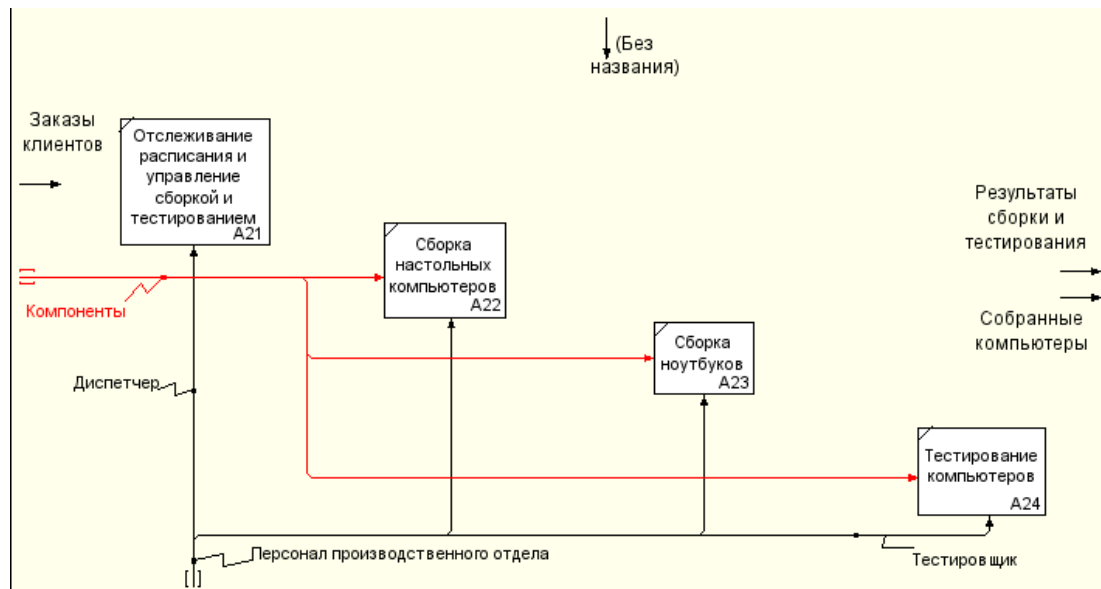 (Без
названия)
Заказы
клиентов
Отслеживание
расписания и
управление
сборкой и
тестированием
A21
Результаты
сборки и
тестирования
Сборка
настольных
компьютеров
A22
Компоненты
Собранные
компьютеры
Сборка
ноутбуков
A23
Диспетчер
Тестирование
компьютеров
A24
Персонал производственного отдела
Тестировщик